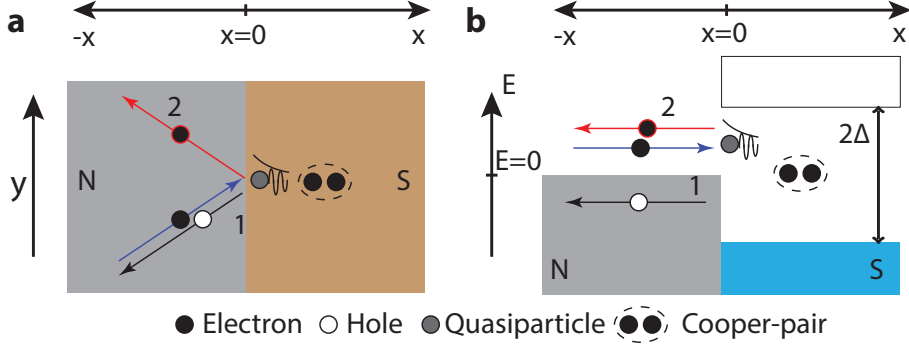 a
-x
x=0
x
y
N
S
2
1
b
-x
x=0
x
E
E=0
2
1
2Δ
N
S
Electron
Hole
Quasiparticle
Cooper-pair